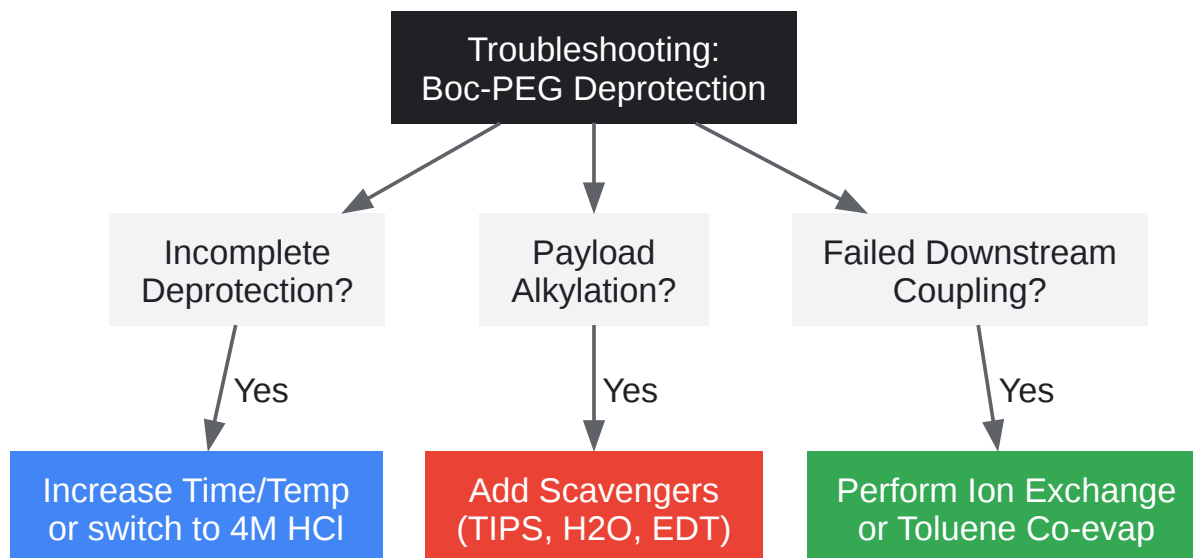 Troubleshooting:
Boc-PEG Deprotection
Incomplete
Deprotection?
Payload
Alkylation?
Failed Downstream
Coupling?
Yes
Yes
Yes
Increase Time/Temp
or switch to 4M HCl
Add Scavengers
(TIPS, H2O, EDT)
Perform Ion Exchange
or Toluene Co-evap